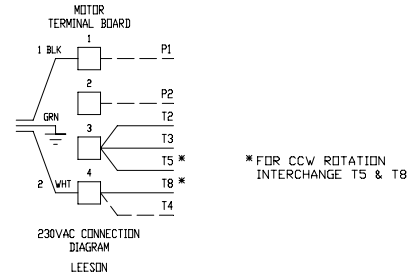 MOTOR
TERMINAL BOARD
1
1 BLK
P1
2
P2
GRN
T2
3
T3
T5 *
4
2 WHT
T8 *
T4
* FOR CCW ROTATION
INTERCHANGE T5 & T8
230VAC CONNECTION
DIAGRAM
LEESON